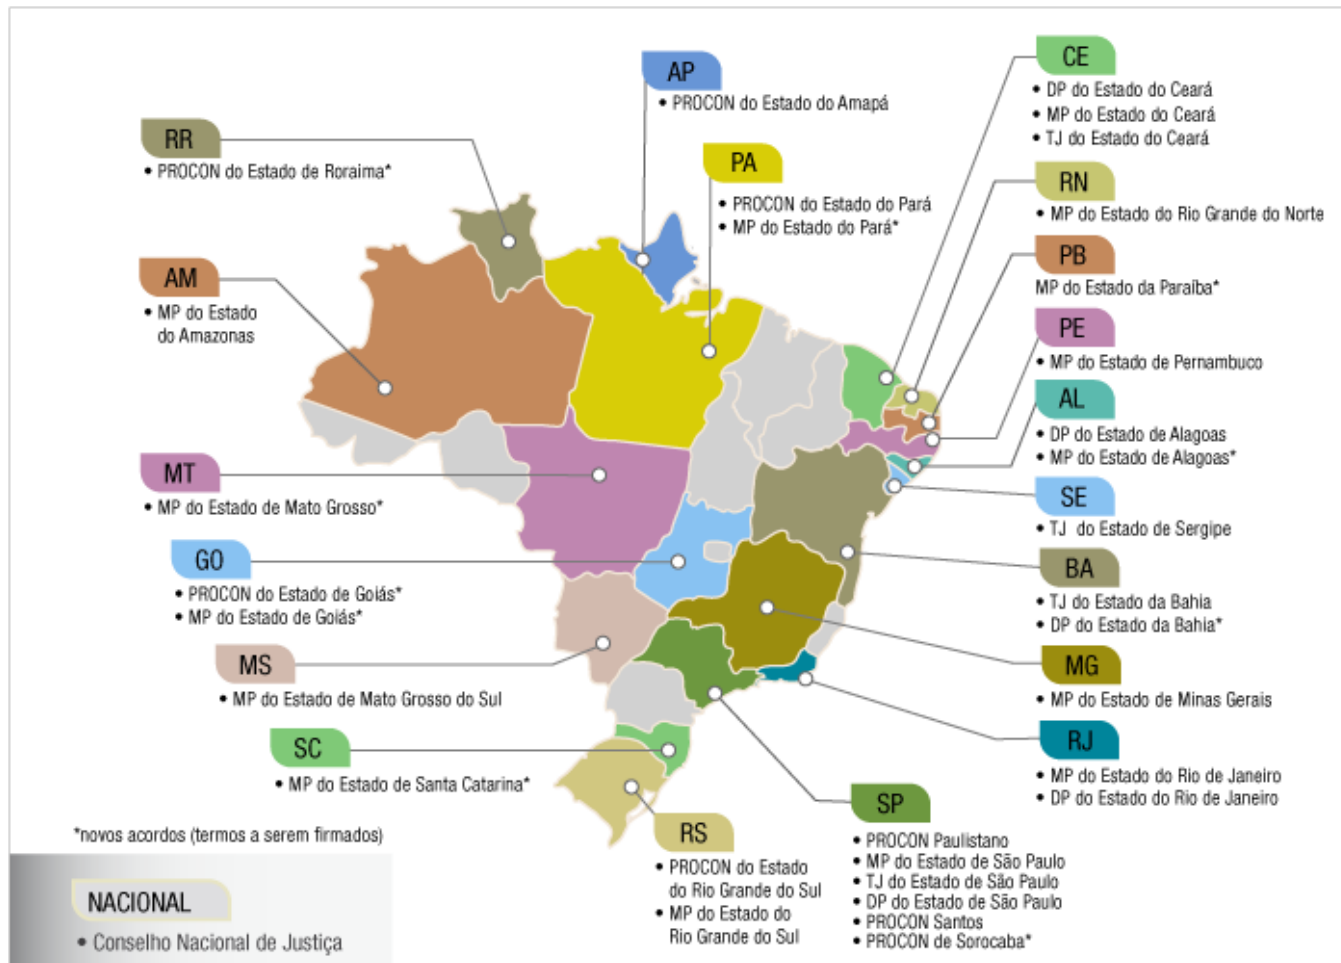 AP
• PROCON do Estado do Amapá
RR
• PROCON do Estado de Roraima*
PA
• PROCON do Estado do Pará
• MP do Estado do Pará*
AM
• MP do Estado
do Amazonas
MT
• MP do Estado de Mato Grosso*
GO
• PROCON do Estado de Goiás*
• MP do Estado de Goiás*
MS
• MP do Estado de Mato Grosso do Sul
SC
• MP do Estado de Santa Catarina*
RS
• PROCON do Estado
do Rio Grande do Sul
• MP do Estado do
Rio Grande do Sul
CE
• DP do Estado do Ceará
• MP do Estado do Ceará
• TJ do Estado do Ceará
RN
• MP do Estado do Rio Grande do Norte
PB
MP do Estado da Paraíba*
PE
• MP do Estado de Pernambuco
AL
• DP do Estado de Alagoas
• MP do Estado de Alagoas*
SE
• TJ do Estado de Sergipe
BA
• TJ do Estado da Bahia
• DP do Estado da Bahia*
MG
• MP do Estado de Minas Gerais
RJ
• MP do Estado do Rio de Janeiro
• DP do Estado do Rio de Janeiro
SP
• PROCON Paulistano
• MP do Estado de São Paulo
• TJ do Estado de São Paulo
• DP do Estado de São Paulo
• PROCON Santos
• PROCON de Sorocaba*
*novos acordos (termos a serem firmados)
NACIONAL
• Conselho Nacional de Justiça